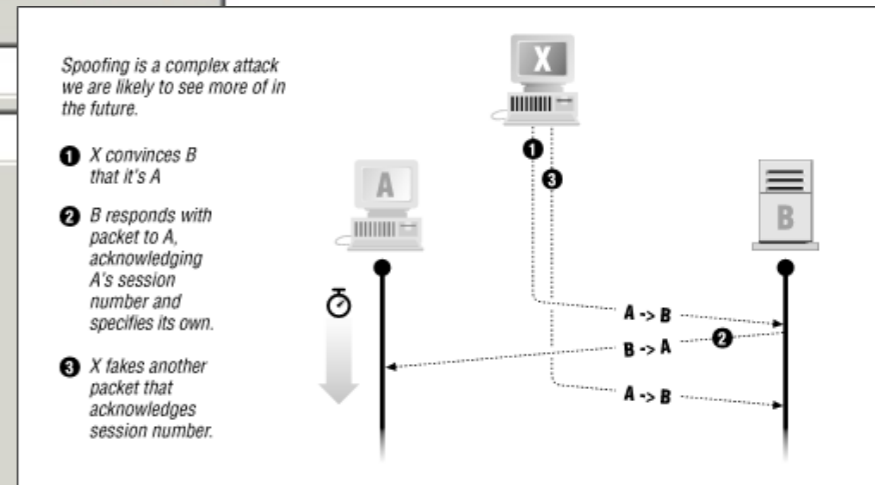 Spoofing is a complex attack
we are likely to see more of in
the future.
1 X convinces B
that it's A
2 B responds with
packet to A,
acknowledging
A's session
number and
specifies its own.
3 X fakes another
packet that
acknowledges
session number.
X
1
3
A
B
A -> B
2
B -> A
A -> B